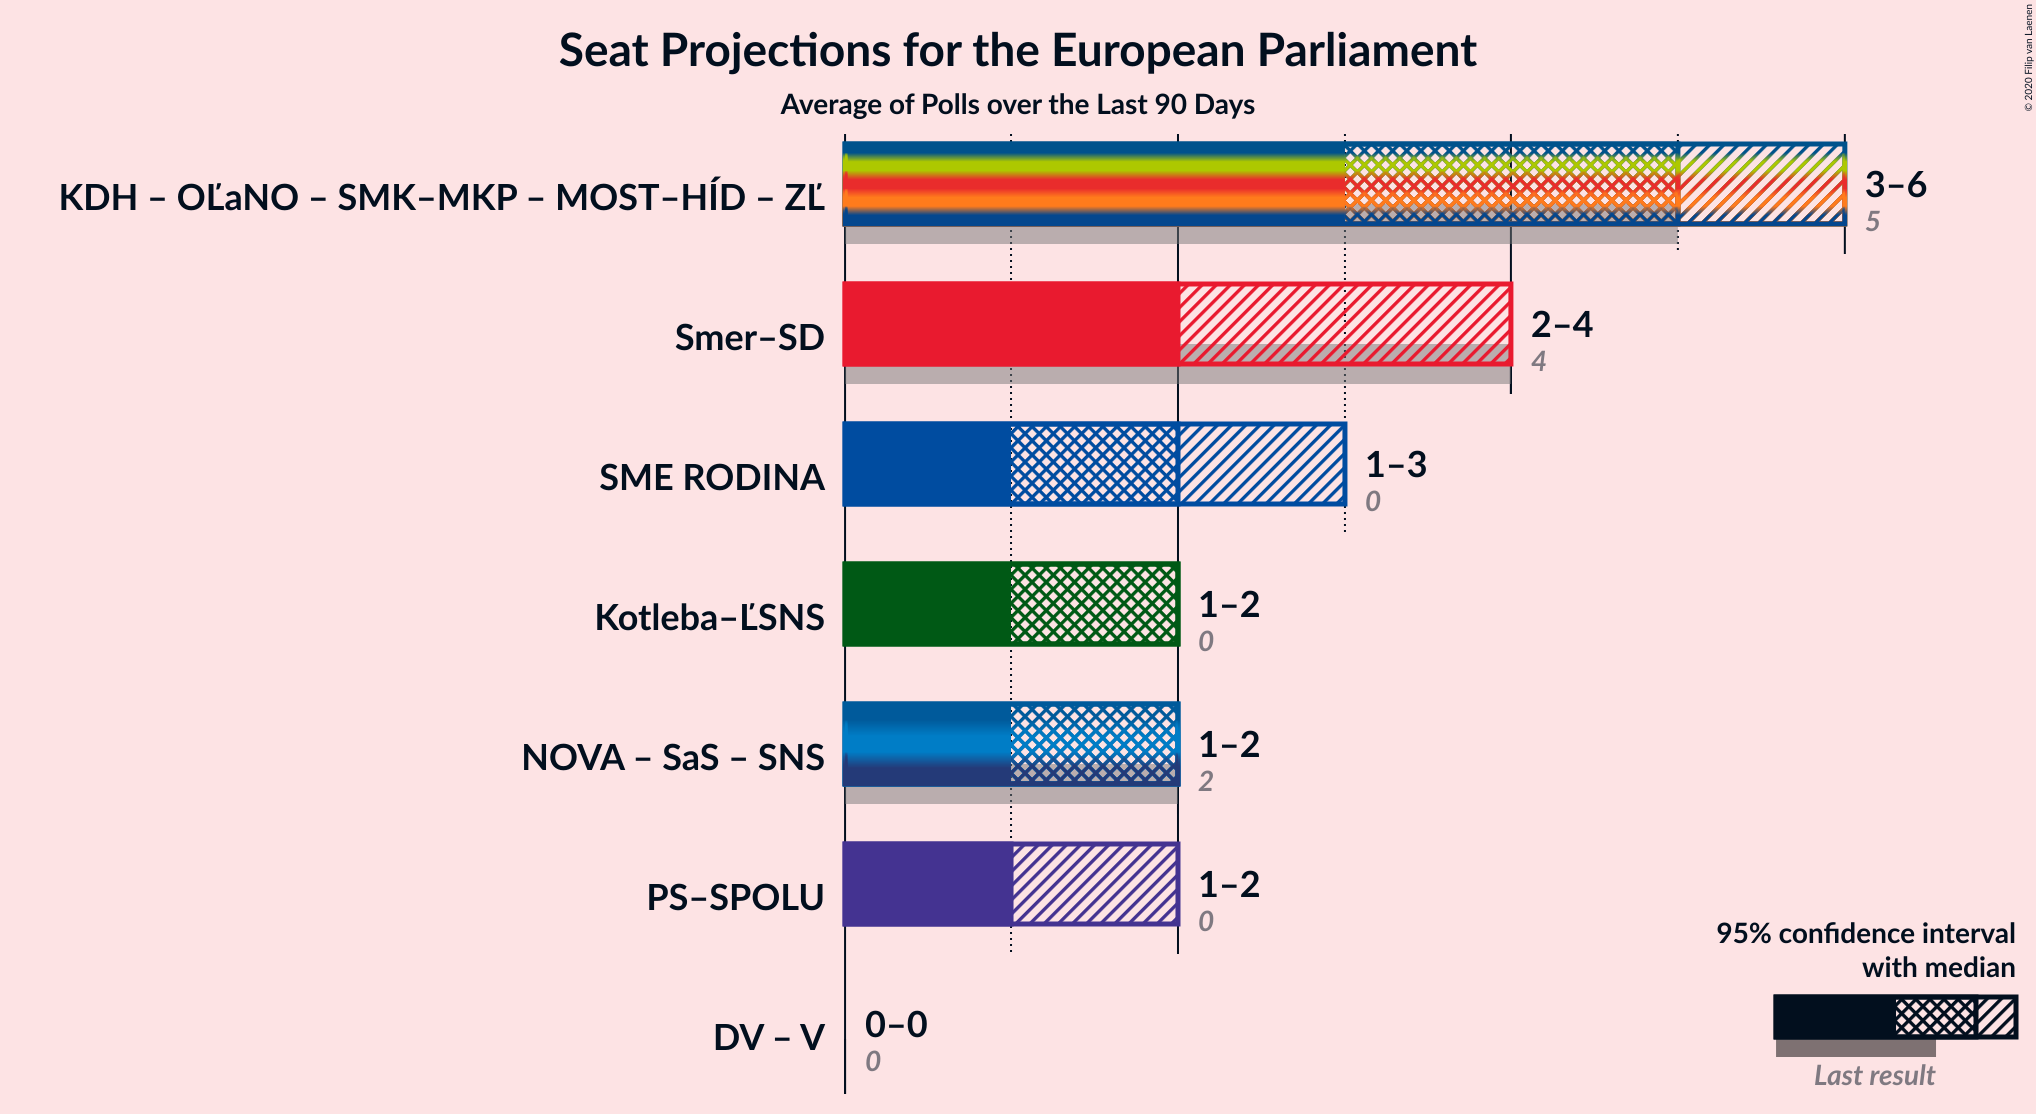 Seat Projections for the European Parliament
Average of Polls over the Last 90 Days
© 2020 Filip van Laenen
KDH – OĽaNO – SMK–MKP – MOST–HÍD – ZĽ
3–6
5
Smer–SD
2–4
4
SME RODINA
1–3
0
Kotleba–ĽSNS
1–2
0
NOVA – SaS – SNS
1–2
2
PS–SPOLU
1–2
0
DV – V
0–0
0
95% confidence interval
with median
Last result